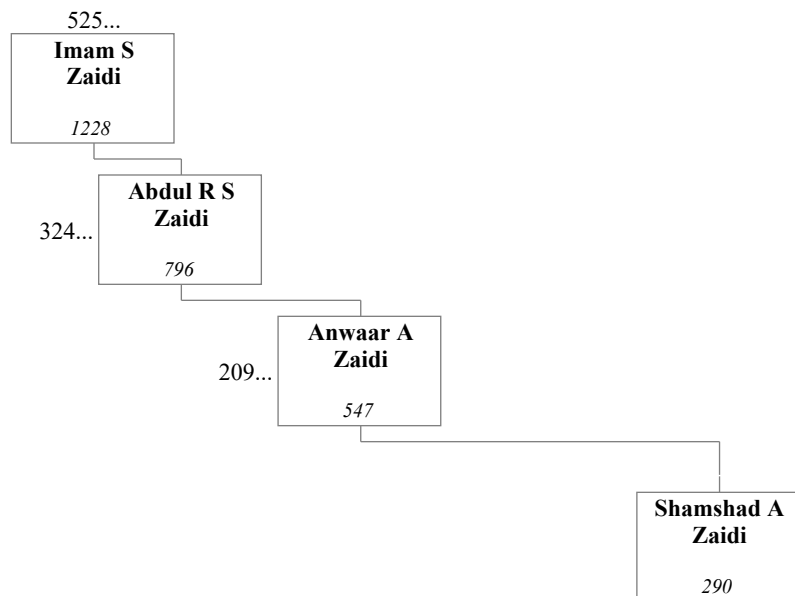 525...
Imam S
Zaidi
1228
Abdul R S
Zaidi
324...
796
Anwaar A
Zaidi
209...
547
Shamshad A
Zaidi
290